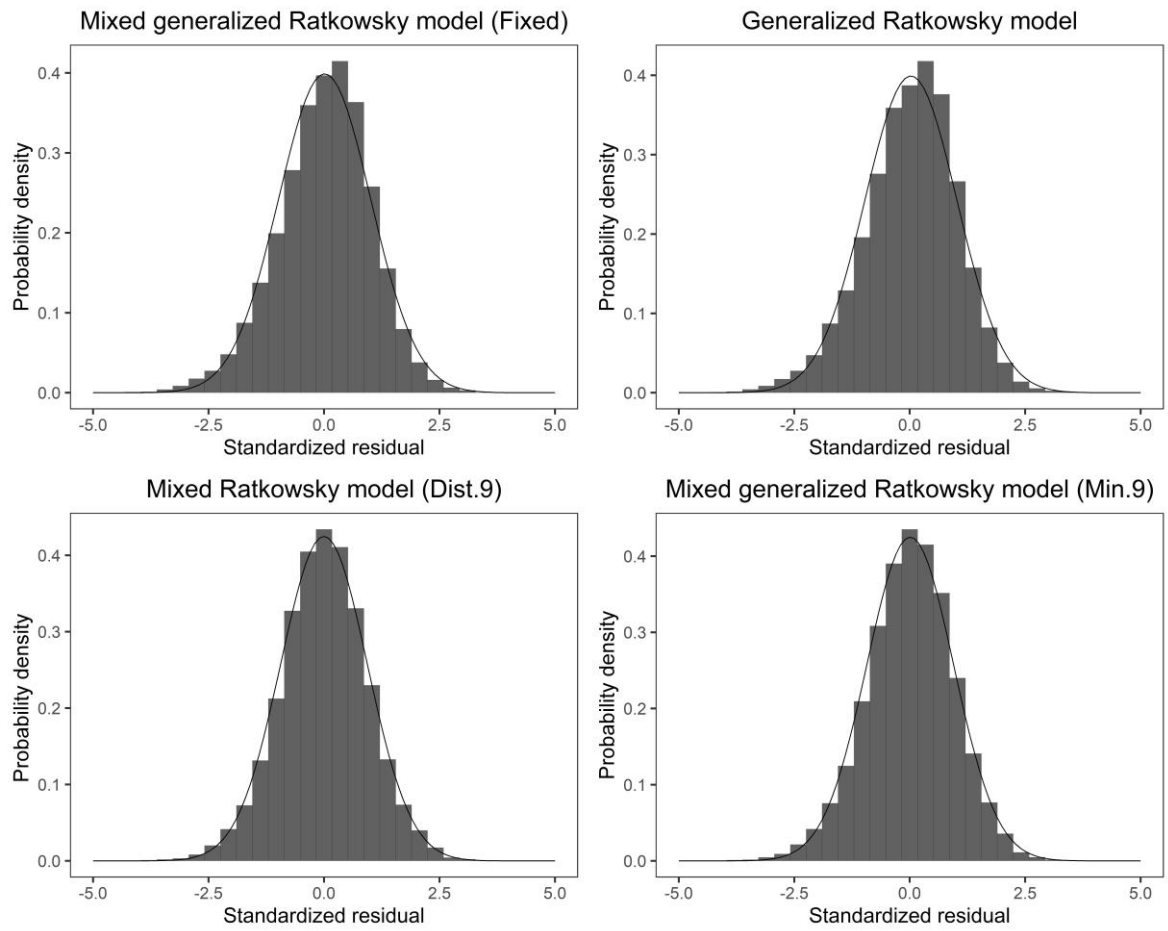 Mixed generalized Ratkowsky model (Fixed)
Generalized Ratkowsky model
Probability density
0.4
0.3
0.2
0.1
0.0
-5.0 -2.5 0.0 2.5 5.0
Standardized residual
Probability density
0.4
0.3
0.2
0.1
0.0
-5.0 -2.5 0.0 2.5 5.0
Standardized residual
Mixed Ratkowsky model (Dist.9)
Mixed generalized Ratkowsky model (Min.9)
Probability density
0.4
0.3
0.2
0.1
0.0
-5.0 -2.5 0.0 2.5 5.0
Standardized residual
Probability density
0.4
0.3
0.2
0.1
0.0
-5.0 -2.5 0.0 2.5 5.0
Standardized residual